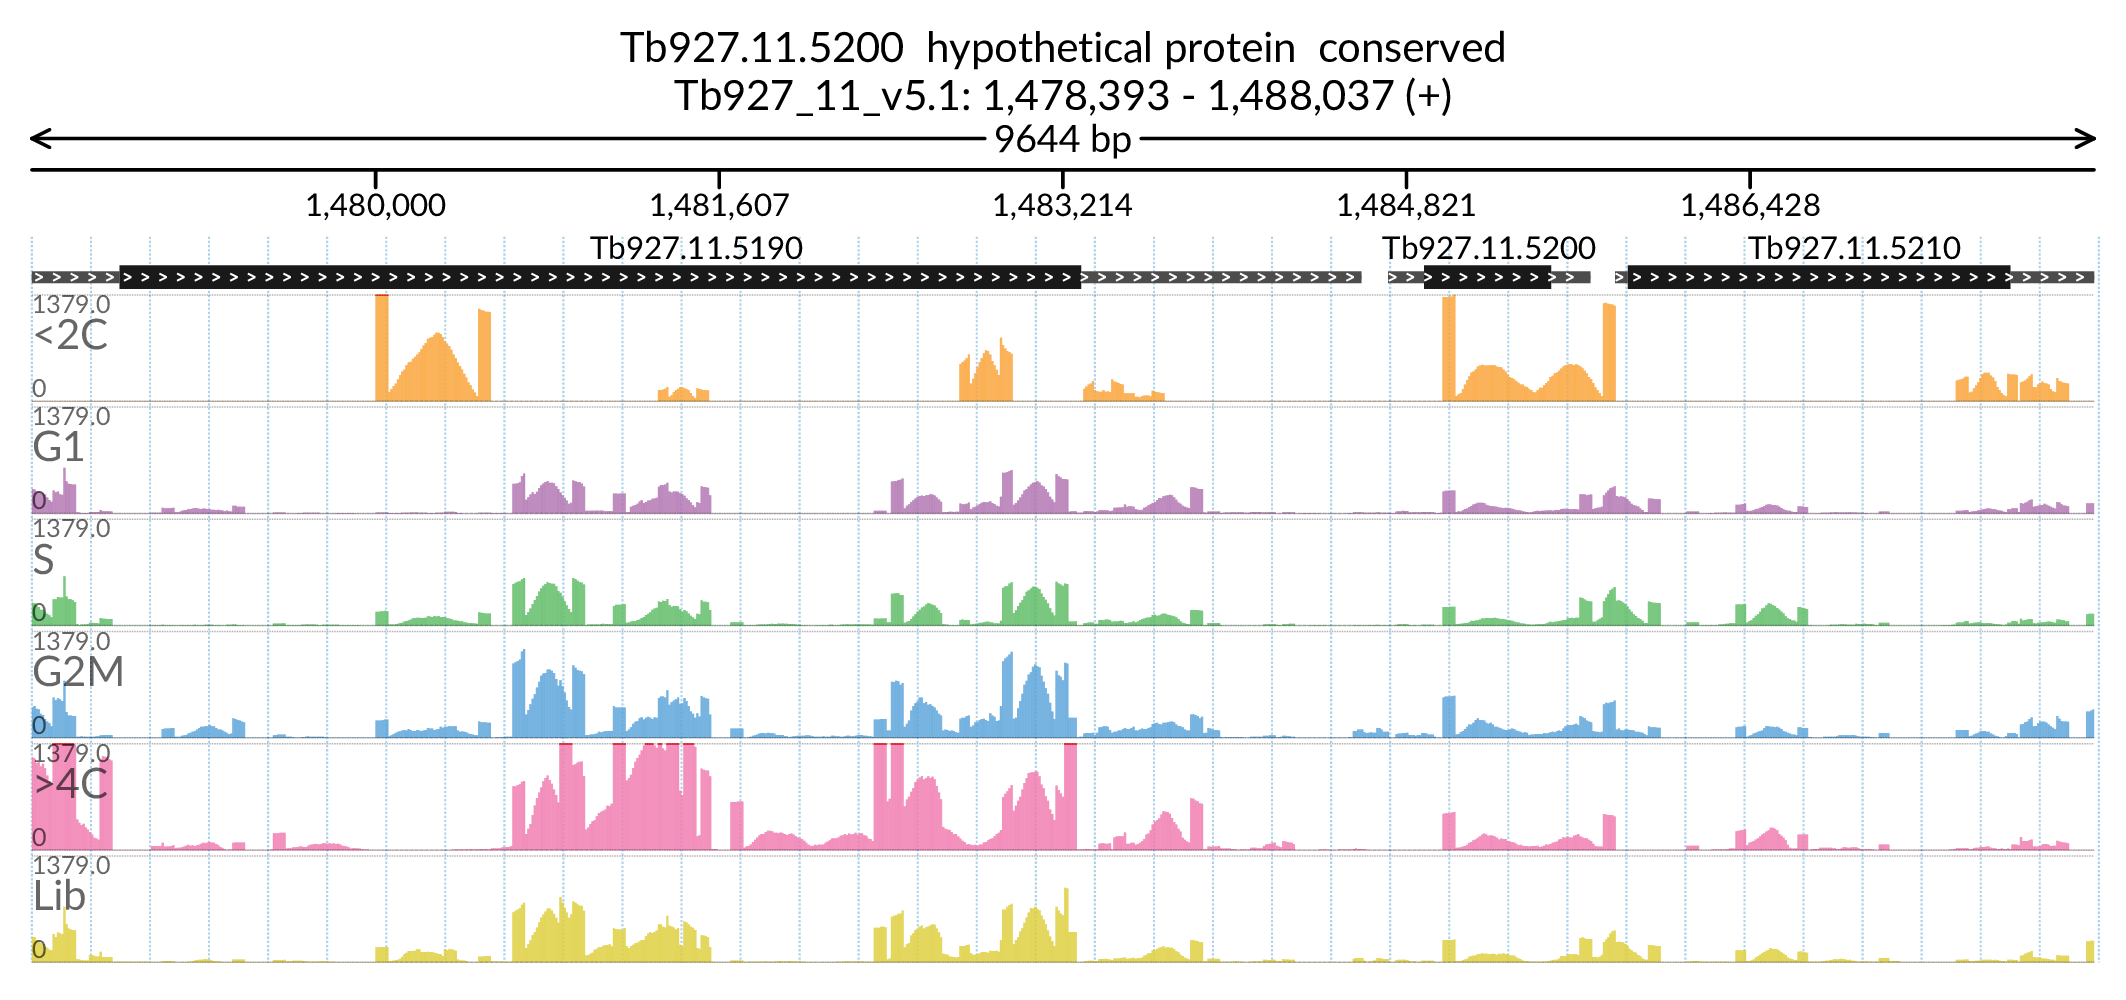 Tb927.11.5200  hypothetical protein  conserved
Tb927_11_v5.1: 1,478,393 - 1,488,037 (+)
9644 bp
1,480,000 1,481,607 1,483,214 1,484,821 1,486,428
Tb927.11.5190 Tb927.11.5200 Tb927.11.5210
1379.0
<2C
0
1379.0
G1
0
1379.0
S
0
1379.0
G2M
0
1379.0
>4C
0
1379.0
Lib
0